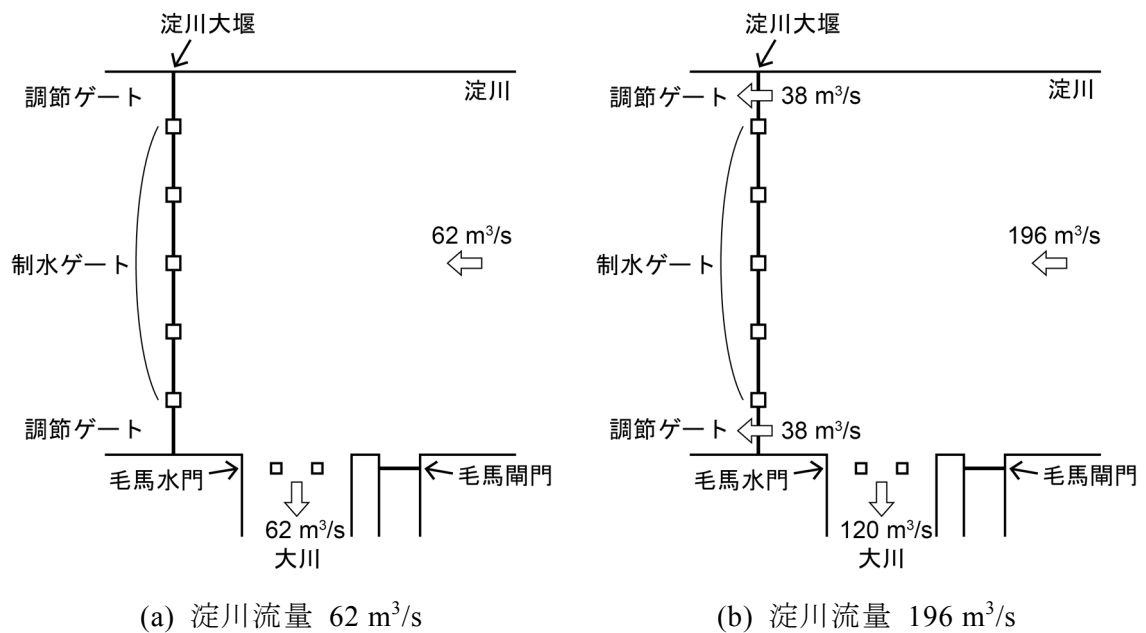 淀川大堰
調節ゲート
淀川
62 m³/s
制水ゲート
調節ゲート
毛馬水門
毛馬閘門
62 m³/s
大川
(a) 淀川流量 62 m³/s
淀川大堰
調節ゲート
38 m³/s
淀川
196 m³/s
制水ゲート
調節ゲート
38 m³/s
毛馬水門
毛馬閘門
120 m³/s
大川
(b) 淀川流量 196 m³/s